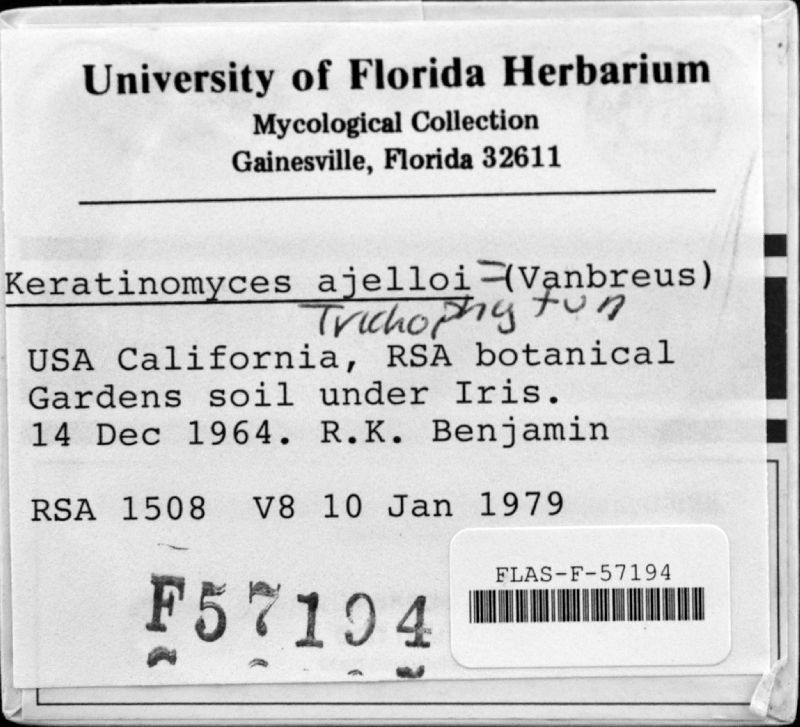 University of Florida Herbarium
Mycological Collection
Gainesville, Florida 32611
Keratinomyces ajelloi = (Vanbreus)
Trichophyton
USA California, RSA botanical
Gardens soil under Iris.
14 Dec 1964. R.K. Benjamin
RSA 1508 V8 10 Jan 1979
FLAS-F-57194
F57194